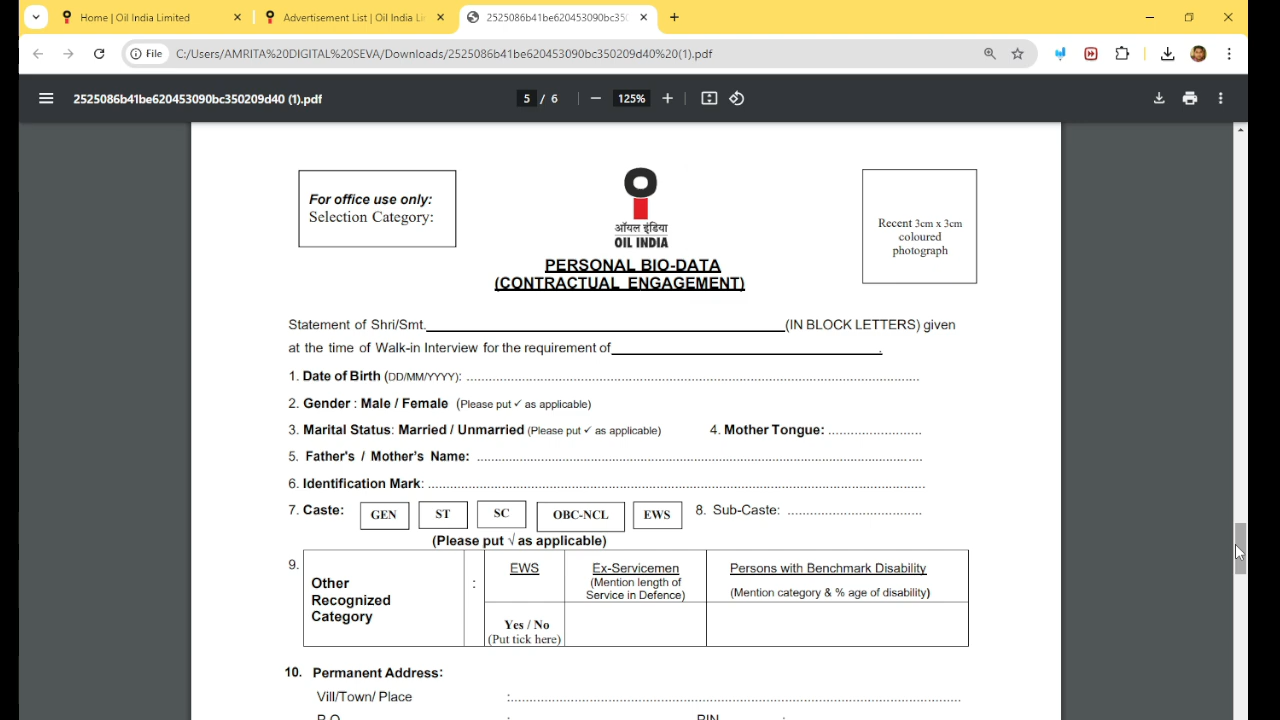 Home | Oil India Limited
Advertisement List | Oil India Li
2525086b41be620453090bc350
File
C:/Users/AMRITA%20DIGITAL%20SEVA/Downloads/2525086b41be620453090bc350209d40%20(1).pdf
2525086b41be620453090bc350209d40 (1).pdf
5 / 6
125%
For office use only:
Selection Category:
ऑयल इंडिया
OIL INDIA
Recent 3cm x 3cm
coloured
photograph
PERSONAL BIO-DATA
(CONTRACTUAL ENGAGEMENT)
Statement of Shri/Smt.______________________________(IN BLOCK LETTERS) given
at the time of Walk-in Interview for the requirement of______________________.
1. Date of Birth (DD/MM/YYYY): ..........................................................
2. Gender : Male / Female (Please put ✓ as applicable)
3. Marital Status: Married / Unmarried (Please put ✓ as applicable) 4. Mother Tongue: .......................
5. Father's / Mother's Name: ..........................................................
6. Identification Mark: ..........................................................
7. Caste: GEN ST SC OBC-NCL EWS 8. Sub-Caste: .................................
(Please put √ as applicable)
9. Other Recognized Category :
EWS
Ex-Servicemen
(Mention length of
Service in Defence)
Persons with Benchmark Disability
(Mention category & % age of disability)
Yes / No
(Put tick here)
10. Permanent Address:
Vill/Town/ Place :..........................................................
P.O. : PIN :